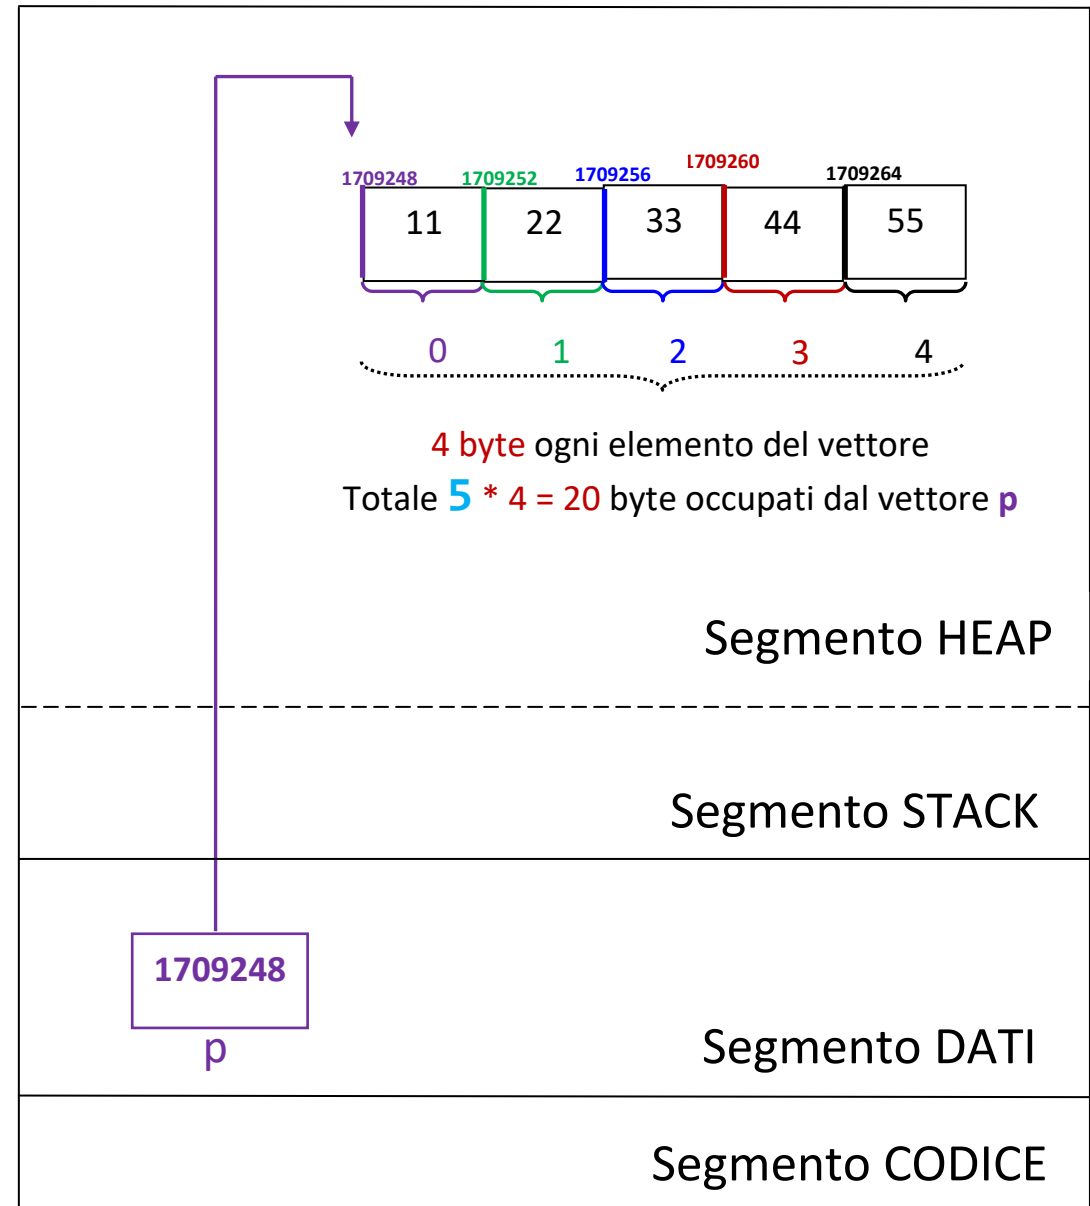 1709248 1709252 1709256 1709260 1709264
11 22 33 44 55
0 1 2 3 4
4 byte ogni elemento del vettore
Totale 5 * 4 = 20 byte occupati dal vettore p
Segmento HEAP
Segmento STACK
1709248
p
Segmento DATI
Segmento CODICE